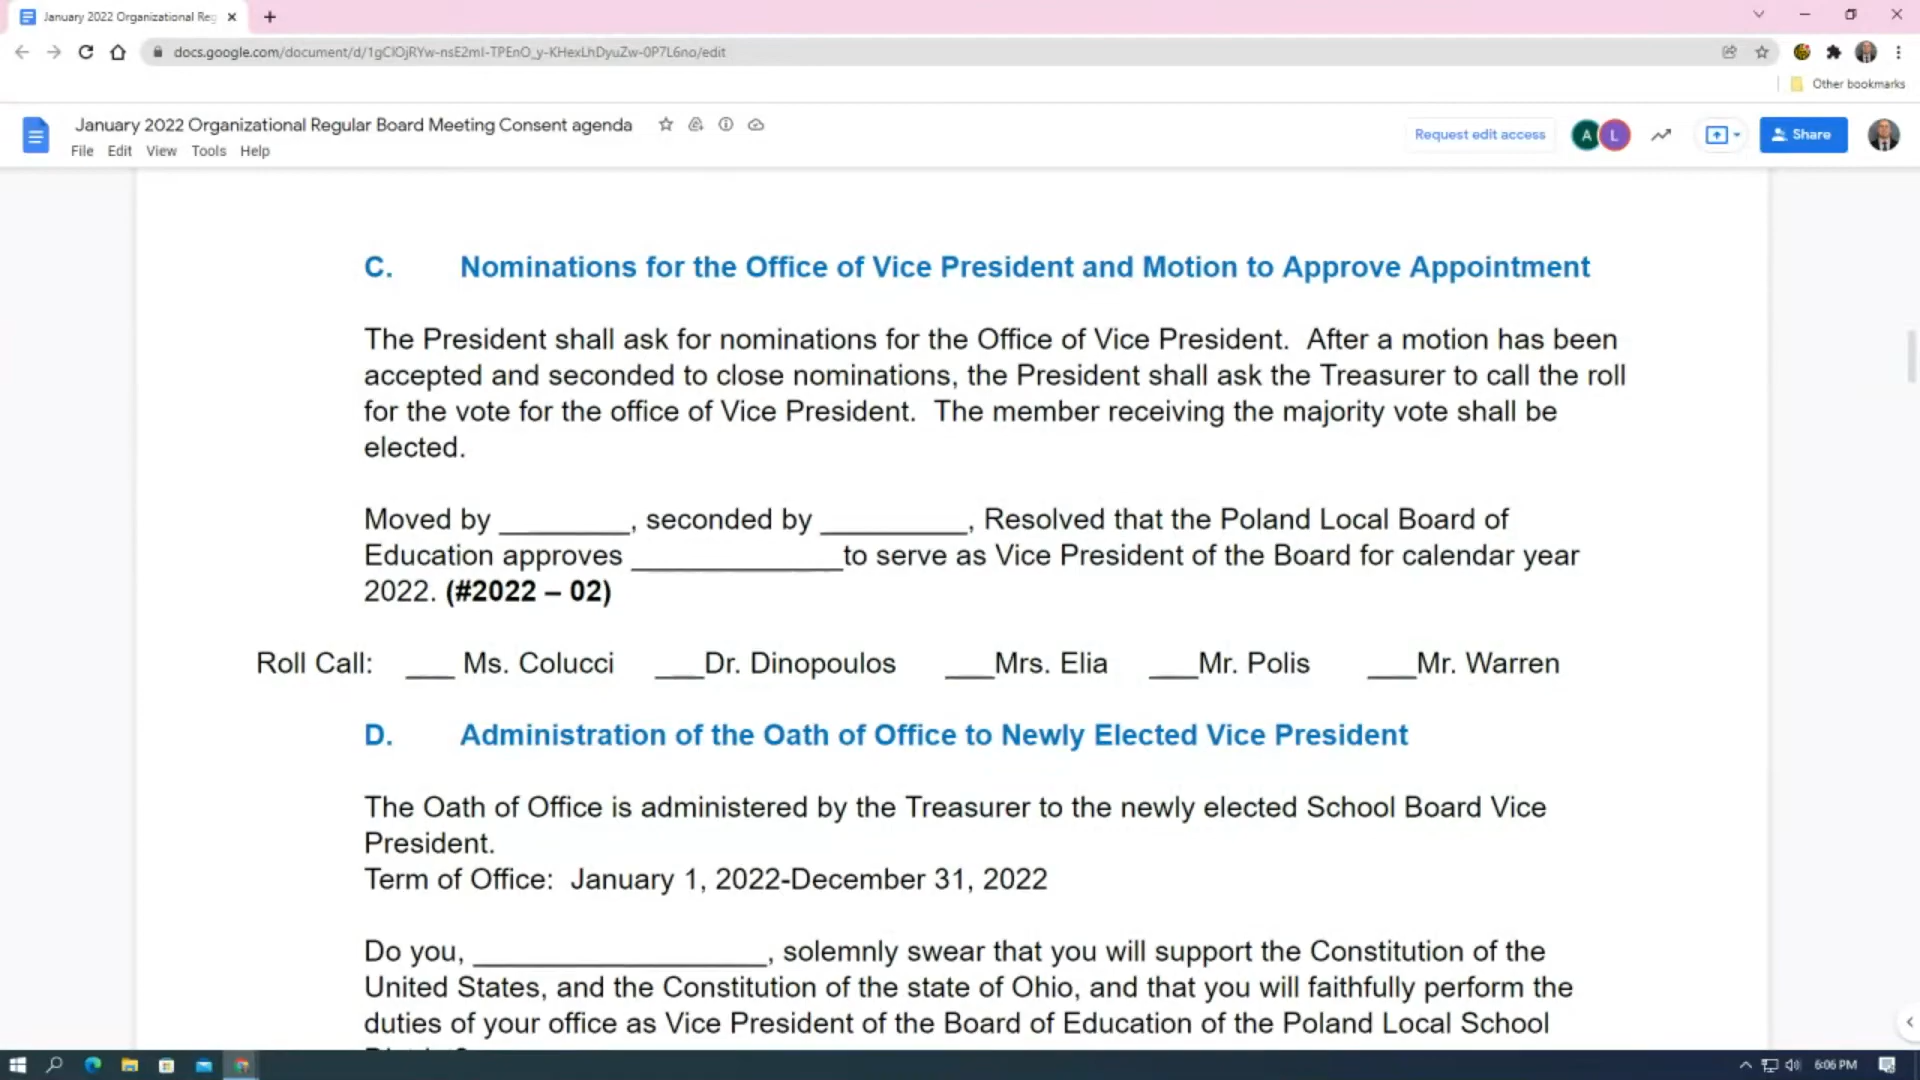 January 2022 Organizational Reg
docs.google.com/document/d/1gClOjRYw-nsE2mI-TPEnO_y-KHexLhDyuZw-0P7L6no/edit
Other bookmarks
January 2022 Organizational Regular Board Meeting Consent agenda
Request edit access
A L
Share
File Edit View Tools Help
C. Nominations for the Office of Vice President and Motion to Approve Appointment
The President shall ask for nominations for the Office of Vice President. After a motion has been
accepted and seconded to close nominations, the President shall ask the Treasurer to call the roll
for the vote for the office of Vice President. The member receiving the majority vote shall be
elected.
Moved by ________, seconded by _________, Resolved that the Poland Local Board of
Education approves _____________to serve as Vice President of the Board for calendar year
2022. (#2022 – 02)
Roll Call: ___ Ms. Colucci ___Dr. Dinopoulos ___Mrs. Elia ___Mr. Polis ___Mr. Warren
D. Administration of the Oath of Office to Newly Elected Vice President
The Oath of Office is administered by the Treasurer to the newly elected School Board Vice
President.
Term of Office: January 1, 2022-December 31, 2022
Do you, __________________, solemnly swear that you will support the Constitution of the
United States, and the Constitution of the state of Ohio, and that you will faithfully perform the
duties of your office as Vice President of the Board of Education of the Poland Local School
6:06 PM